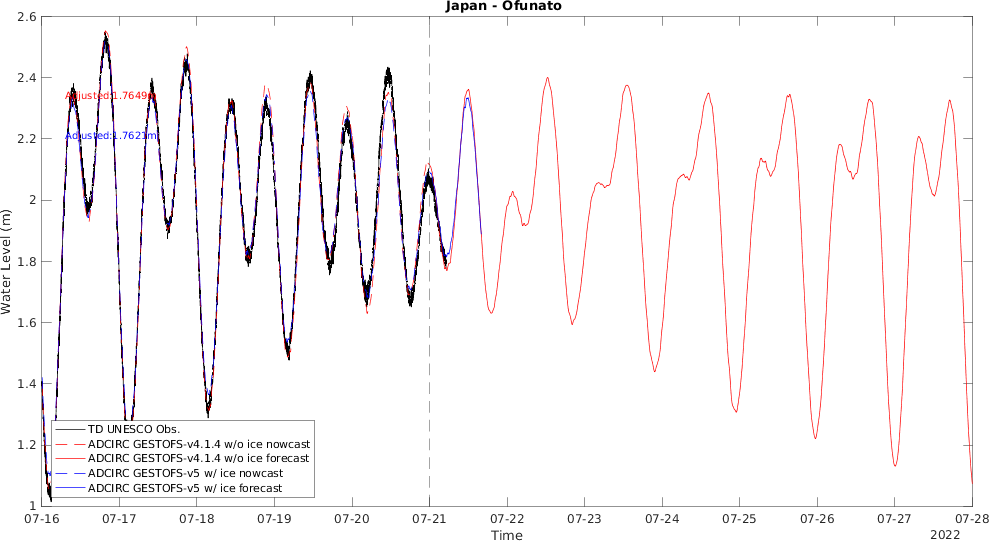 Japan - Ofunato
2.6
2.4
2.2
2
1.8
1.6
1.4
1.2
1
Water Level (m)
Adjusted:1.7649m
Adjusted:1.7621m
TD UNESCO Obs.
ADCIRC GESTOFS-v4.1.4 w/o ice nowcast
ADCIRC GESTOFS-v4.1.4 w/o ice forecast
ADCIRC GESTOFS-v5 w/ ice nowcast
ADCIRC GESTOFS-v5 w/ ice forecast
07-16 07-17 07-18 07-19 07-20 07-21 07-22 07-23 07-24 07-25 07-26 07-27 07-28
Time
2022